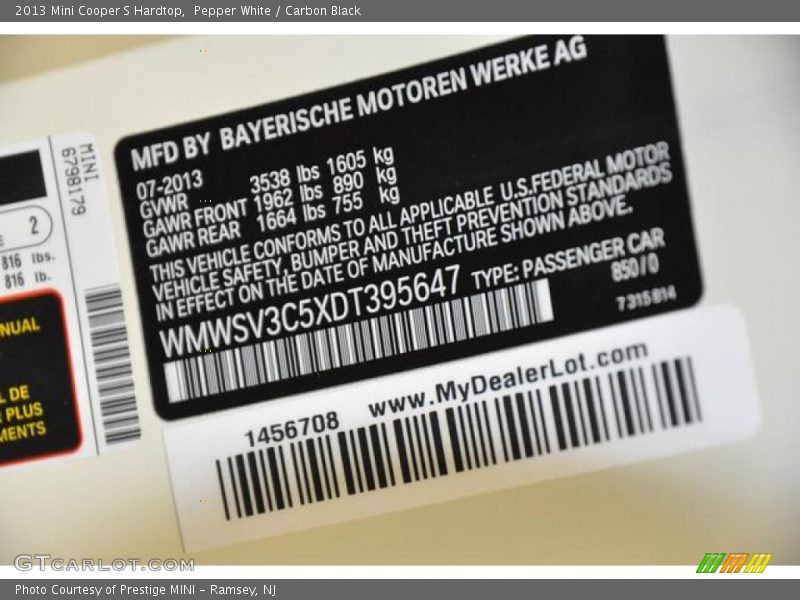 2013 Mini Cooper S Hardtop,  Pepper White / Carbon Black
MFD BY BAYERISCHE MOTOREN WERKE AG
07-2013
GVWR 3538 lbs 1605 kg
GAWR FRONT 1962 lbs 890 kg
GAWR REAR 1664 lbs 755 kg
THIS VEHICLE CONFORMS TO ALL APPLICABLE U.S.FEDERAL MOTOR
VEHICLE SAFETY, BUMPER AND THEFT PREVENTION STANDARDS
IN EFFECT ON THE DATE OF MANUFACTURE SHOWN ABOVE.
WMWSV3C5XDT395647 TYPE: PASSENGER CAR
850/0
7 315 814
MINI
6798179
2
816 lbs.
816 lb.
NUAL
L DE
PLUS
MENTS
1456708 www.MyDealerLot.com
GTCARLOT.COM
Photo Courtesy of Prestige MINI - Ramsey, NJ